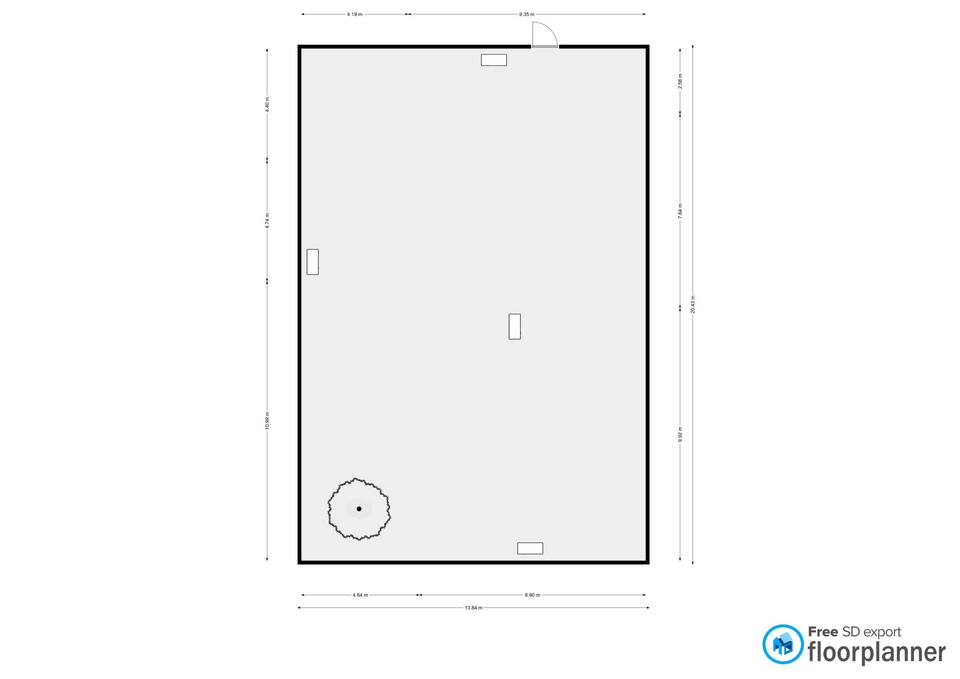 4.19 m
9.35 m
4.40 m
4.74 m
10.99 m
2.58 m
7.64 m
9.92 m
20.43 m
4.64 m
8.90 m
13.84 m
Free SD export
floorplanner